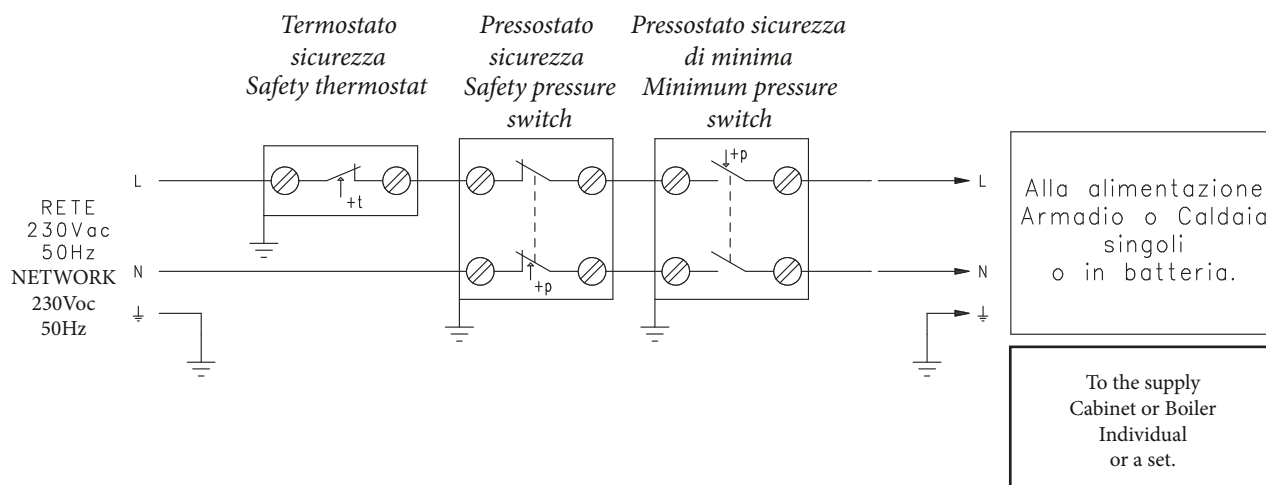 Termostato
sicurezza
Safety thermostat
Pressostato
sicurezza
Safety pressure
switch
Pressostato sicurezza
di minima
Minimum pressure
switch
+p
L
+t
L
RETE
230Vac
50Hz
NETWORK
230Voc
50Hz
N
+p
N
Alla alimentazione
Armadio o Caldaia
singoli
o in batteria.
To the supply
Cabinet or Boiler
Individual
or a set.